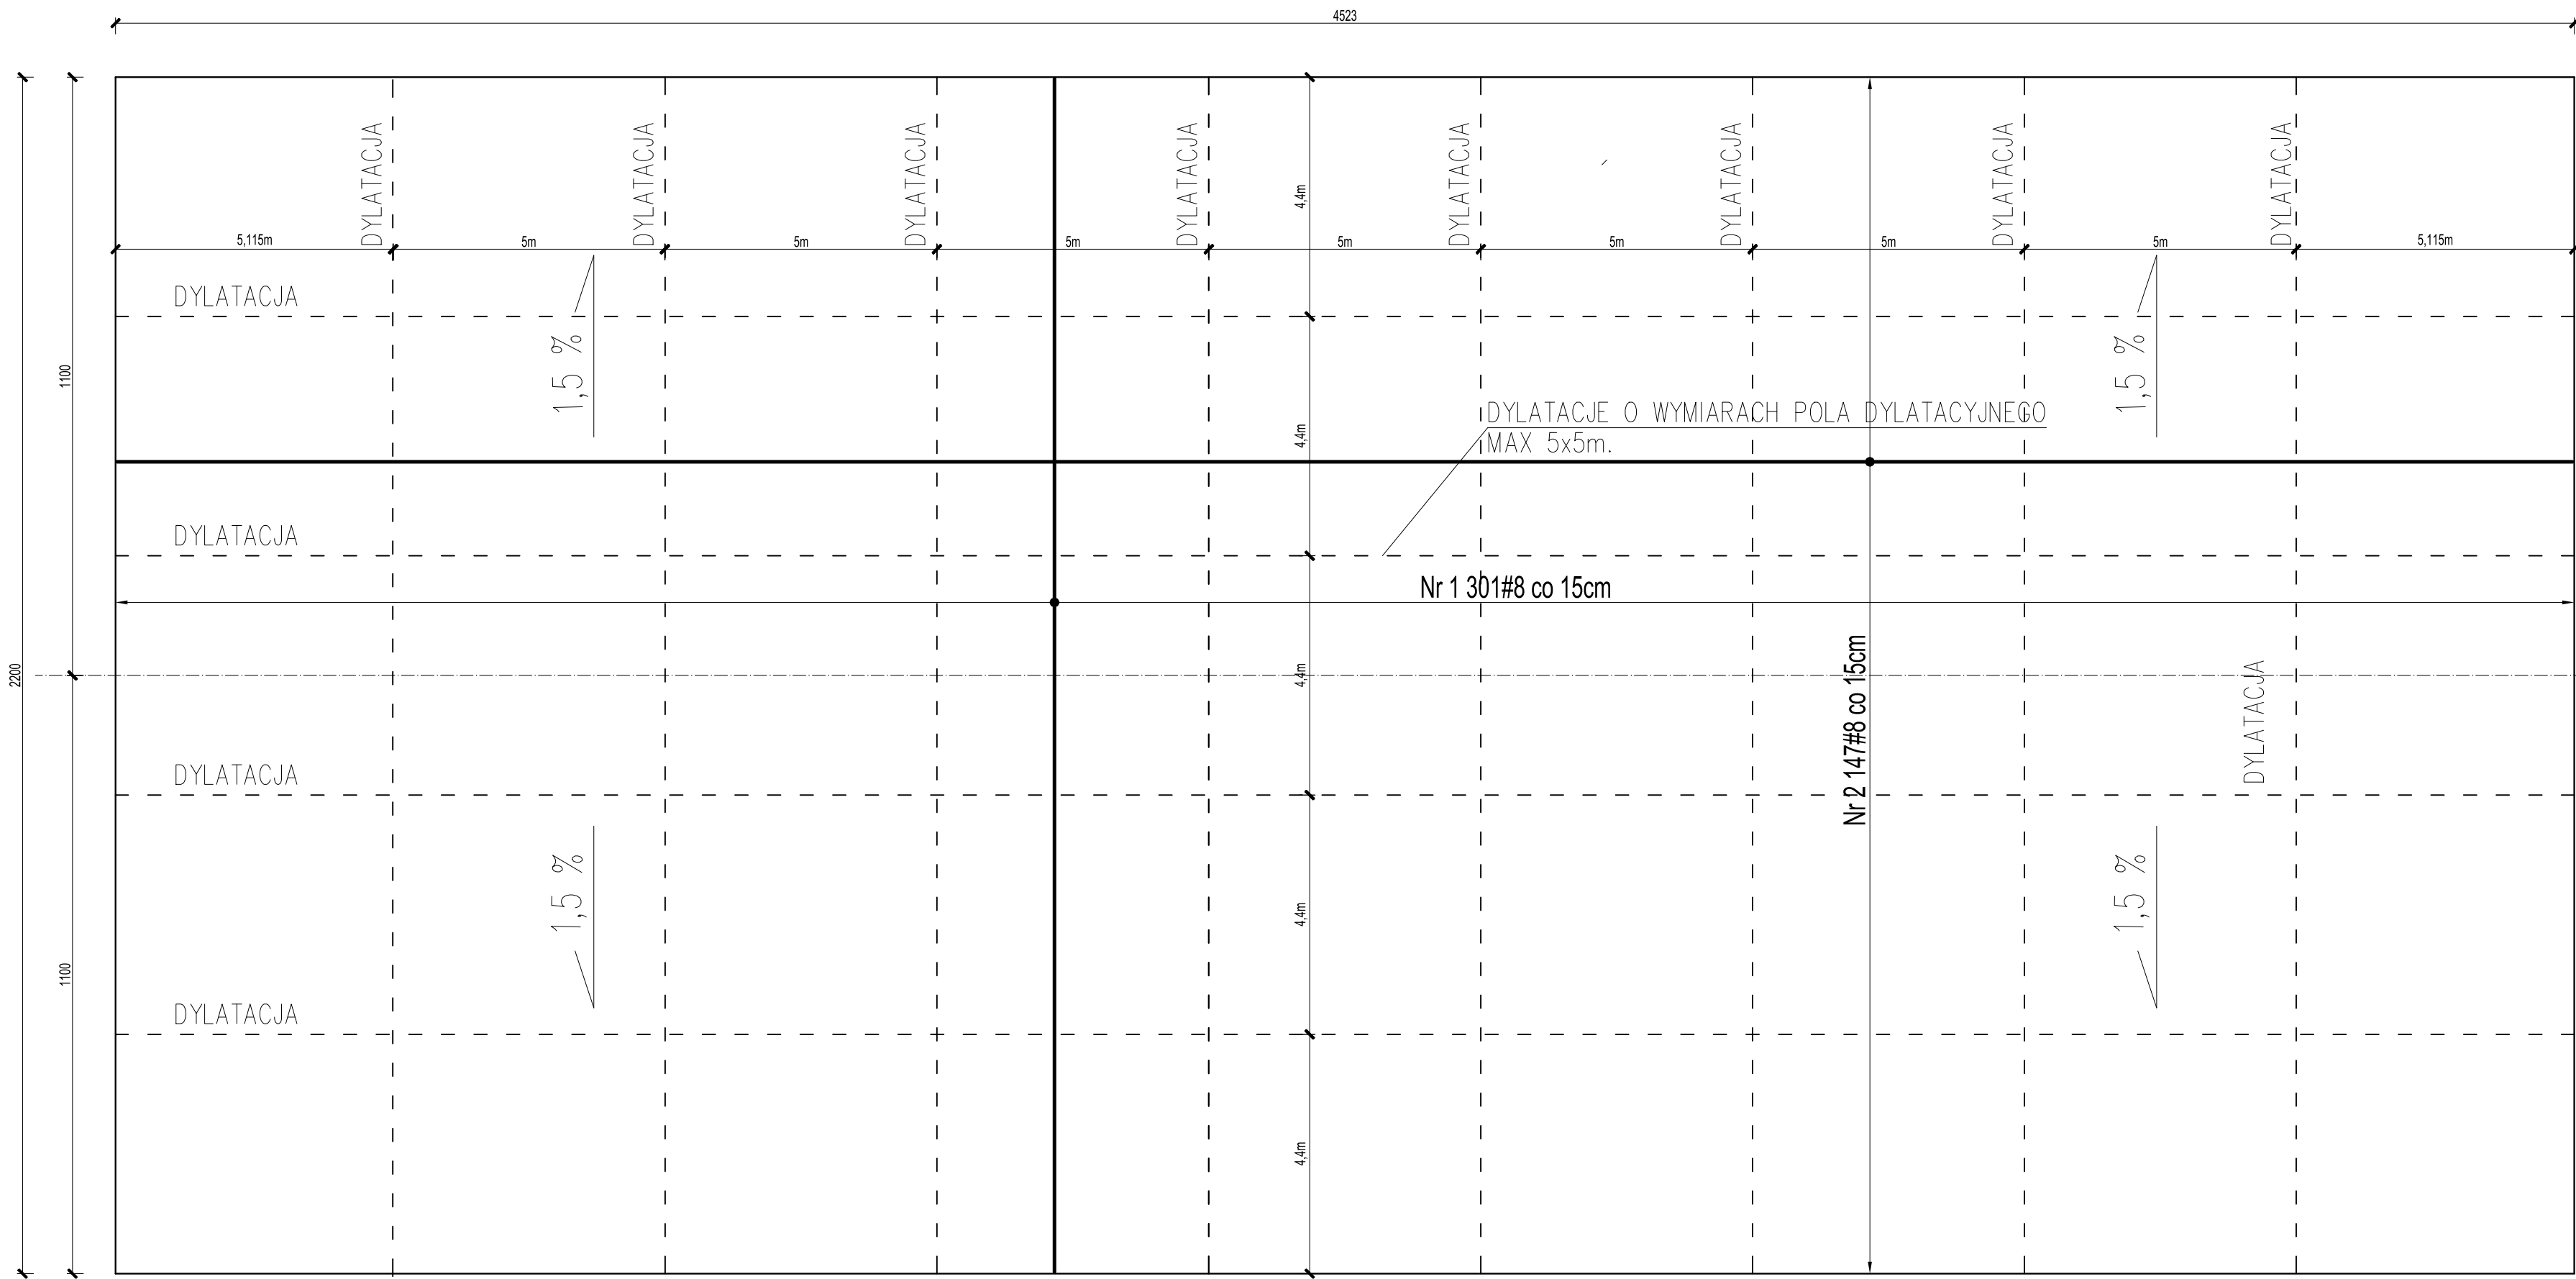 4523
DYLATACJA
DYLATACJA
DYLATACJA
DYLATACJA
DYLATACJA
DYLATACJA
DYLATACJA
DYLATACJA
4,4m
5,115m
5m
5m
5m
5m
5m
5m
5m
5,115m
DYLATACJA
1,5 %
1,5 %
1100
DYLATACJE O WYMIARACH POLA DYLATACYJNEGO
MAX 5x5m.
4,4m
DYLATACJA
Nr 1 301#8 co 15cm
2200
4,4m
Nr 2 147#8 co 15cm
DYLATACJA
DYLATACJA
1,5 %
1,5 %
4,4m
1100
DYLATACJA
4,4m